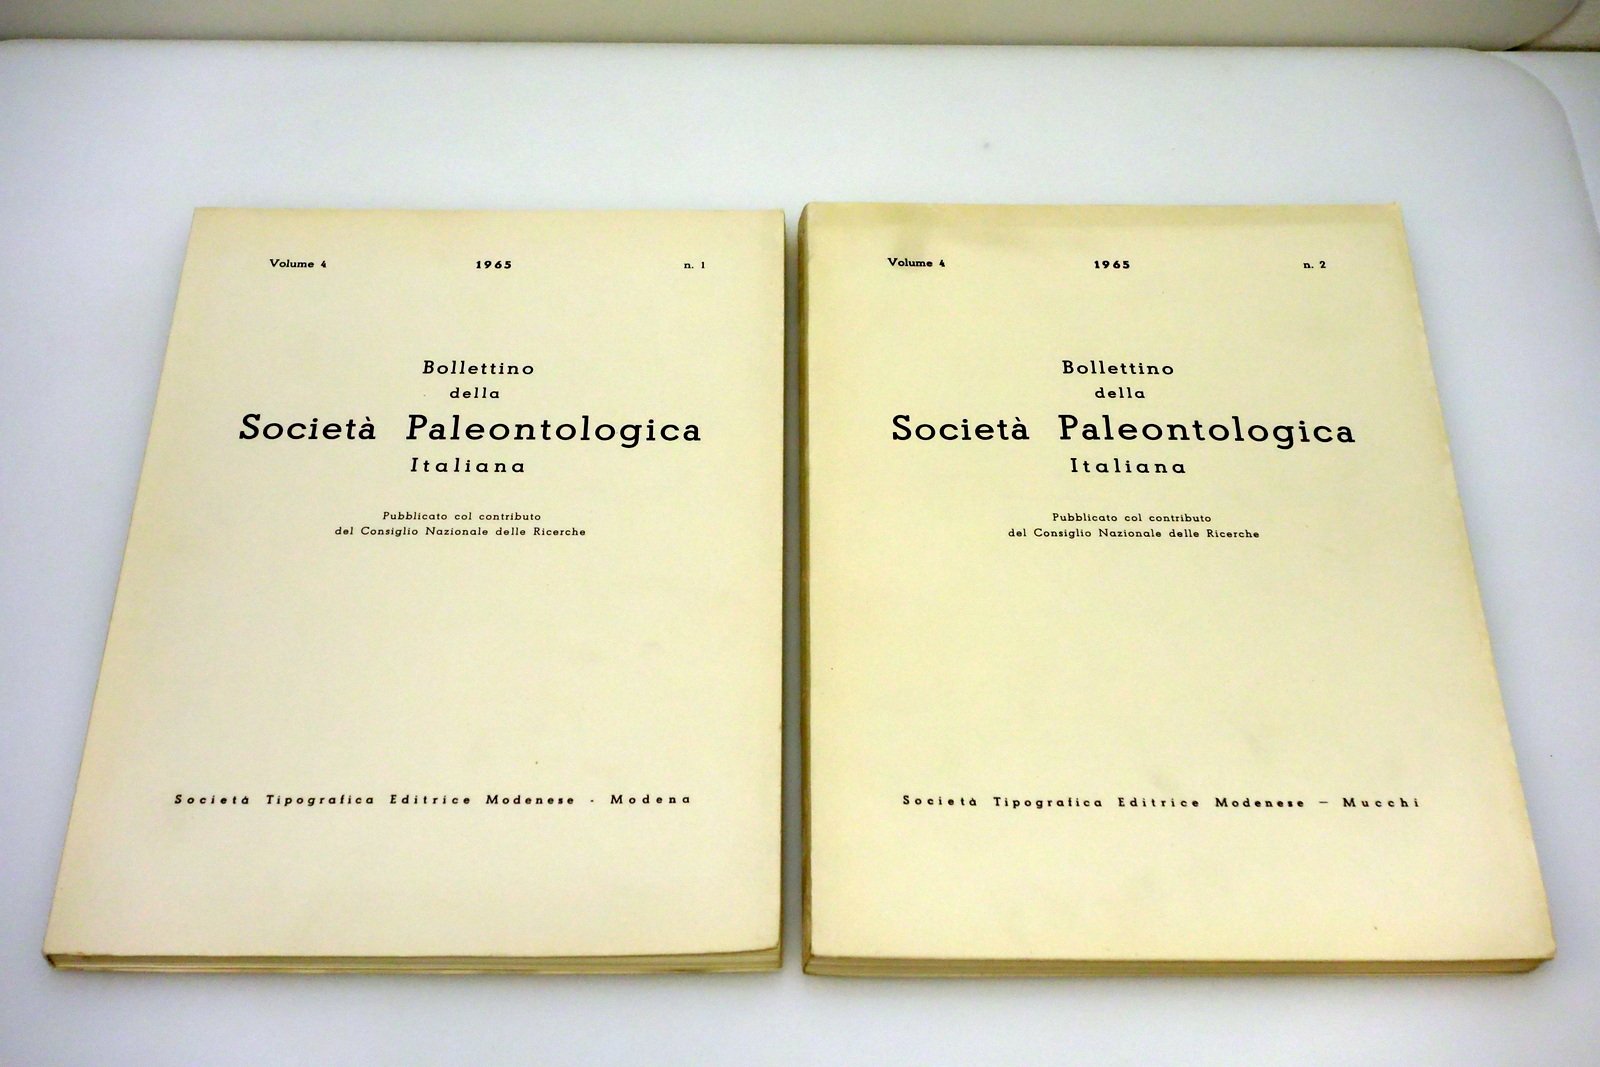 Volume 4 1965 n. 1
Bollettino
della
Società Paleontologica
Italiana
Pubblicato col contributo
del Consiglio Nazionale delle Ricerche
Società Tipografica Editrice Modenese - Modena
Volume 4 1965 n. 2
Bollettino
della
Società Paleontologica
Italiana
Pubblicato col contributo
del Consiglio Nazionale delle Ricerche
Società Tipografica Editrice Modenese — Mucchi